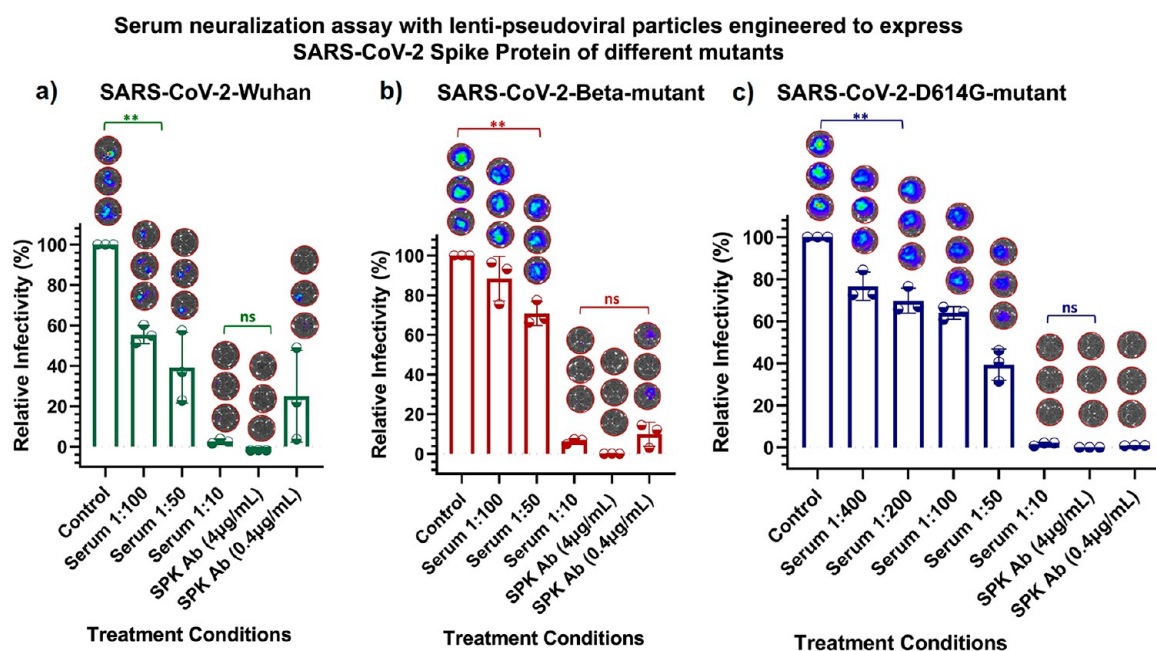 Serum neuralization assay with lenti-pseudoviral particles engineered to express
SARS-CoV-2 Spike Protein of different mutants
a) SARS-CoV-2-Wuhan
**
ns
Relative Infectivity (%)
100
80
60
40
20
0
Control
Serum 1:100
Serum 1:50
Serum 1:10
SPK Ab (4µg/mL)
SPK Ab (0.4µg/mL)
Treatment Conditions
b) SARS-CoV-2-Beta-mutant
**
ns
Relative Infectivity (%)
100
80
60
40
20
0
Control
Serum 1:100
Serum 1:50
Serum 1:10
SPK Ab (4µg/mL)
SPK Ab (0.4µg/mL)
Treatment Conditions
c) SARS-CoV-2-D614G-mutant
**
ns
Relative Infectivity (%)
100
80
60
40
20
0
Control
Serum 1:400
Serum 1:200
Serum 1:100
Serum 1:50
Serum 1:10
SPK Ab (4µg/mL)
SPK Ab (0.4µg/mL)
Treatment Conditions